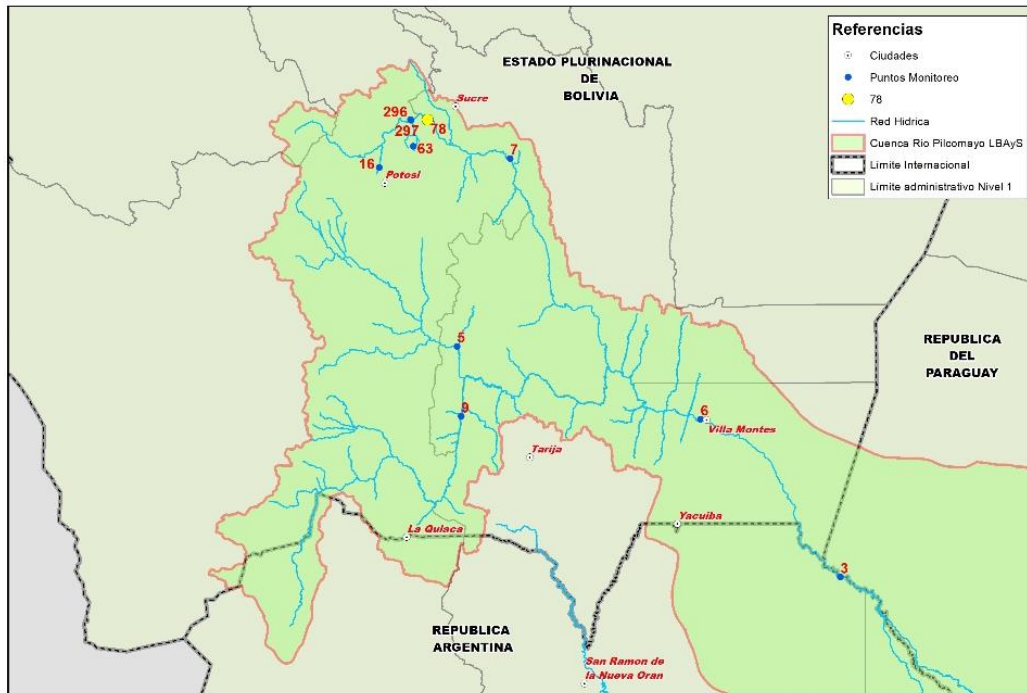 Referencias
Ciudades
Puntos Monitoreo
78
Red Hidrica
Cuenca Rio Pilcomayo LBAyS
Límite Internacional
Límite administrativo Nivel 1
ESTADO PLURINACIONAL
DE
BOLIVIA
Sucre
296
297
78
63
7
16
Potosi
5
REPUBLICA
DEL
PARAGUAY
9
6
Villa Montes
Tarija
Yacuiba
La Quiaca
3
REPUBLICA
ARGENTINA
San Ramon de
la Nueva Oran